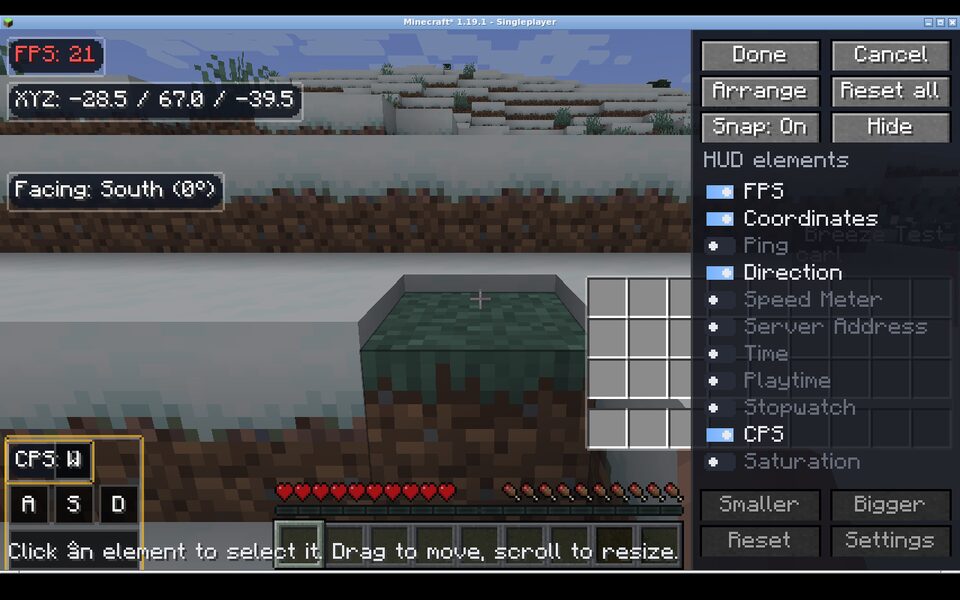 Minecraft* 1.19.1 - Singleplayer
FPS: 21
XYZ: -28.5 / 67.0 / -39.5
Facing: South (0°)
CPS: W
A S D
Click an element to select it. Drag to move, scroll to resize.
Done Cancel
Arrange Reset all
Snap: On Hide
HUD elements
FPS
Coordinates
Ping
Breeze Test
Direction
Speed Meter
Server Address
Time
Playtime
Stopwatch
CPS
Saturation
Smaller Bigger
Reset Settings